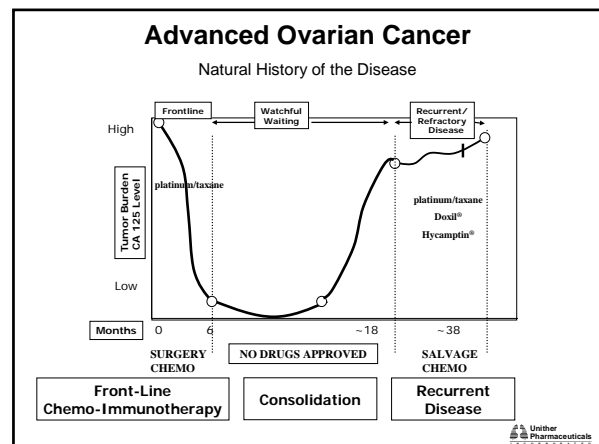 Advanced Ovarian Cancer
Natural History of the Disease
Frontline
Watchful
Waiting
Recurrent/
Refractory
Disease
High
Tumor Burden
CA 125 Level
Low
platinum/taxane
platinum/taxane
Doxil®
Hycamptin®
Months
0 6 ~18 ~38
SURGERY
CHEMO
NO DRUGS APPROVED
SALVAGE
CHEMO
Front-Line
Chemo-Immunotherapy
Consolidation
Recurrent
Disease
Unither
Pharmaceuticals